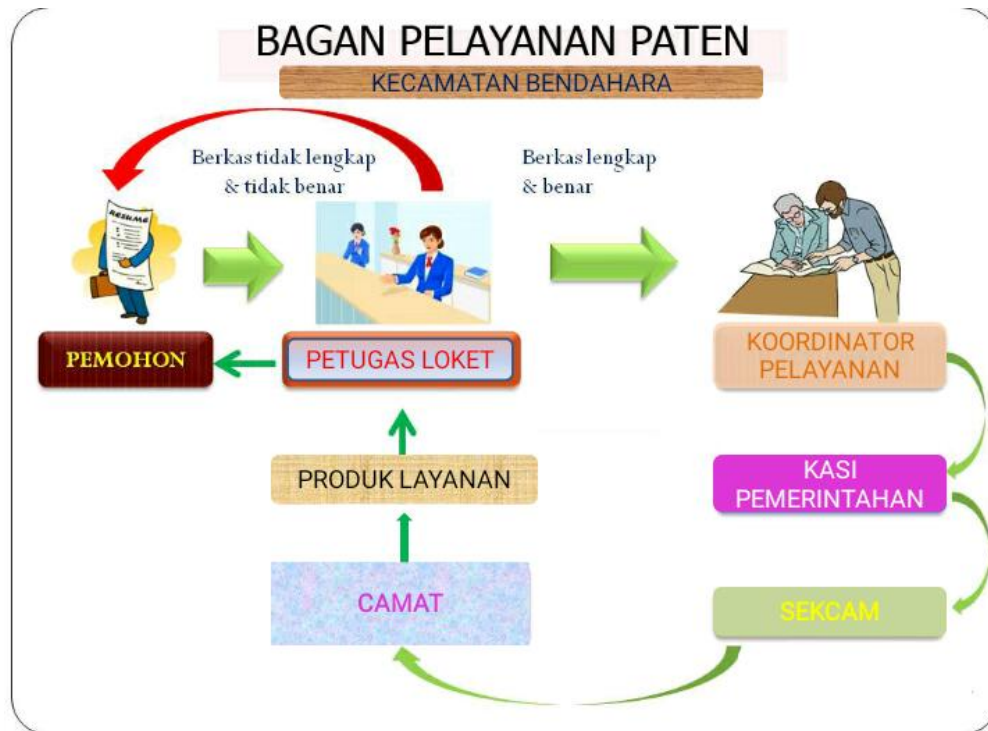 BAGAN PELAYANAN PATEN
KECAMATAN BENDAHARA
Berkas tidak lengkap
& tidak benar
Berkas lengkap
& benar
RESUME
PEMOHON
PETUGAS LOKET
KOORDINATOR
PELAYANAN
PRODUK LAYANAN
KASI
PEMERINTAHAN
CAMAT
SEKCAM